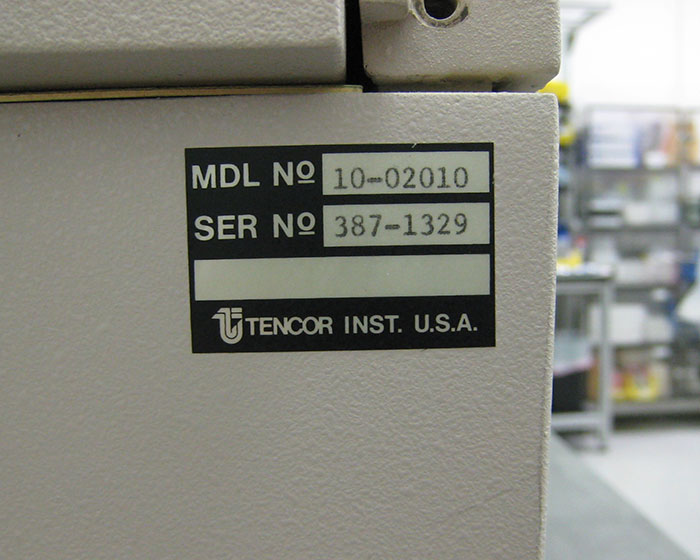 MDL Nº 10-02010
SER Nº 387-1329
TENCOR INST. U.S.A.